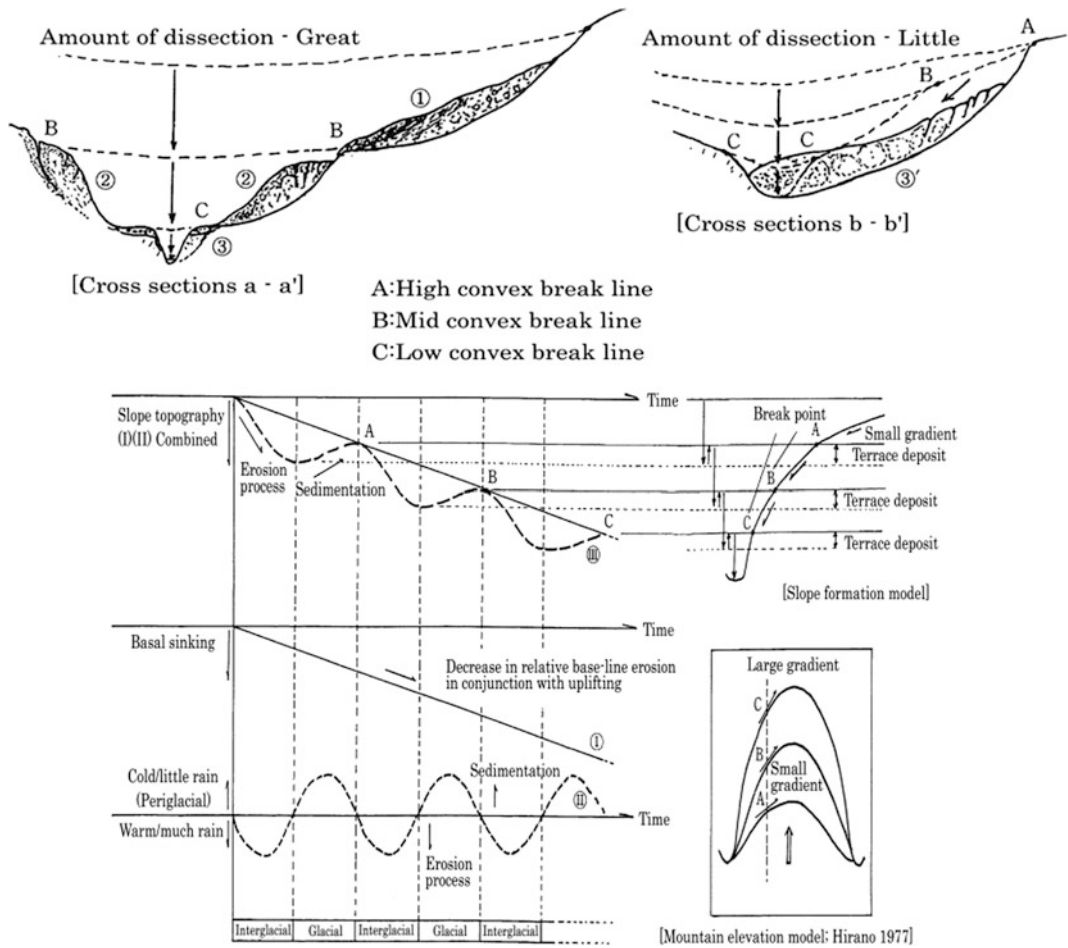 Amount of dissection - Great
B
①
B
②
②
C
③
[Cross sections a - a']
Amount of dissection - Little
A
B
C
C
③'
[Cross sections b - b']
A:High convex break line
B:Mid convex break line
C:Low convex break line
Slope topography
(I)(II) Combined
Erosion
process
Sedimentation
A
B
C
Ⅲ
Time
Break point
A
Small gradient
Terrace deposit
B
Terrace deposit
C
Terrace deposit
[Slope formation model]
Basal sinking
Time
Decrease in relative base-line erosion
in conjunction with uplifting
Ⅰ
Cold/little rain
(Periglacial)
Warm/much rain
Sedimentation
Ⅱ
Time
Erosion
process
Interglacial
Glacial
Interglacial
Glacial
Interglacial
Large gradient
C
B
Small
gradient
A
[Mountain elevation model; Hirano 1977]